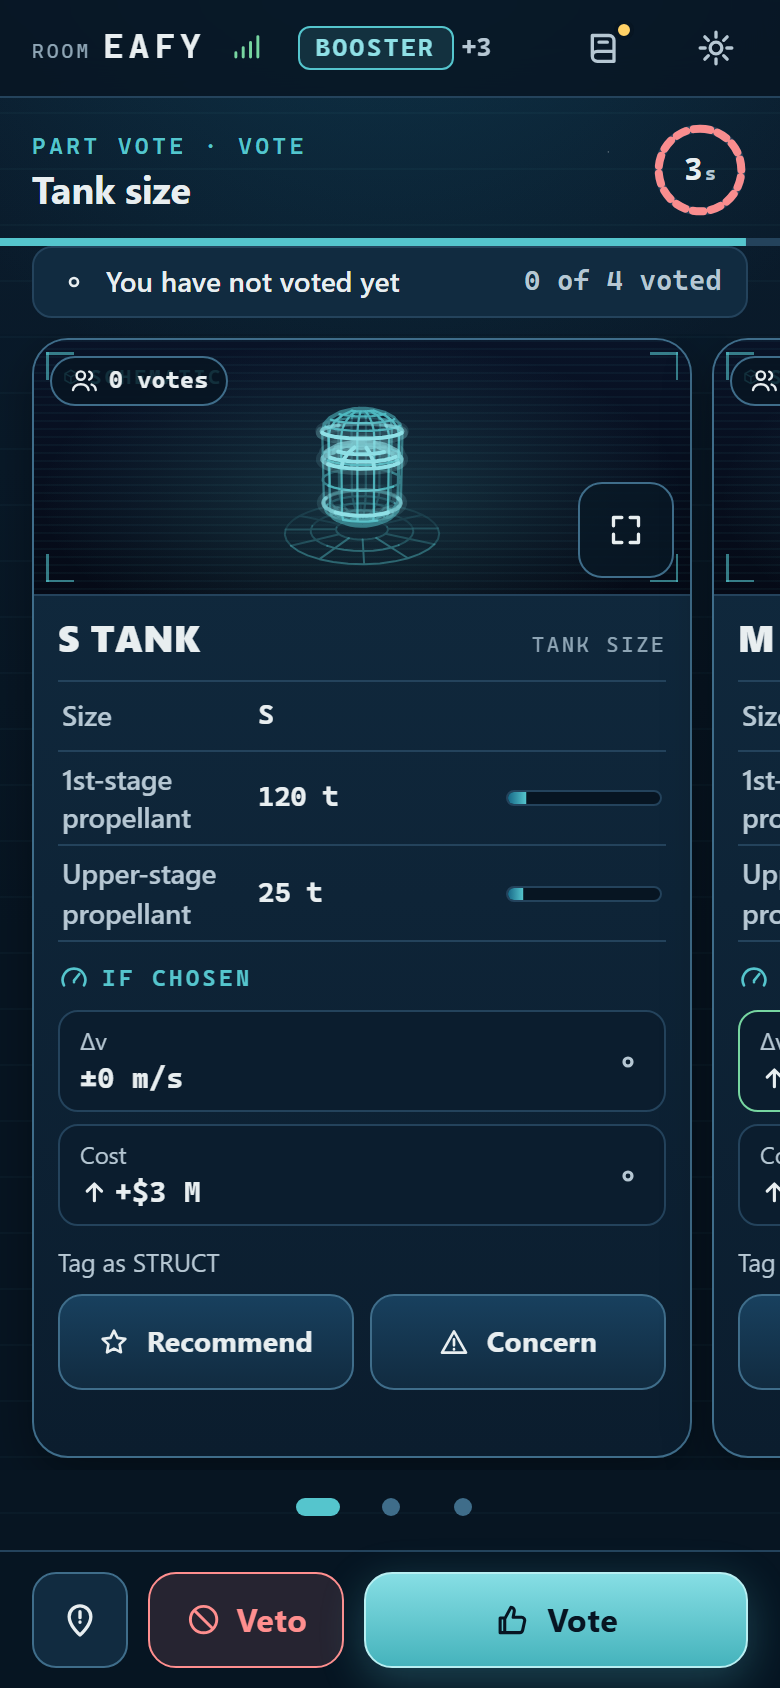 ROOM EAFY BOOSTER +3
PART VOTE · VOTE
Tank size
3s
You have not voted yet 0 of 4 voted
0 votes
S TANK TANK SIZE
Size S
1st-stage propellant 120 t
Upper-stage propellant 25 t
IF CHOSEN
Δv
±0 m/s
Cost
↑ +$3 M
Tag as STRUCT
Recommend Concern
M
Tag
Veto Vote